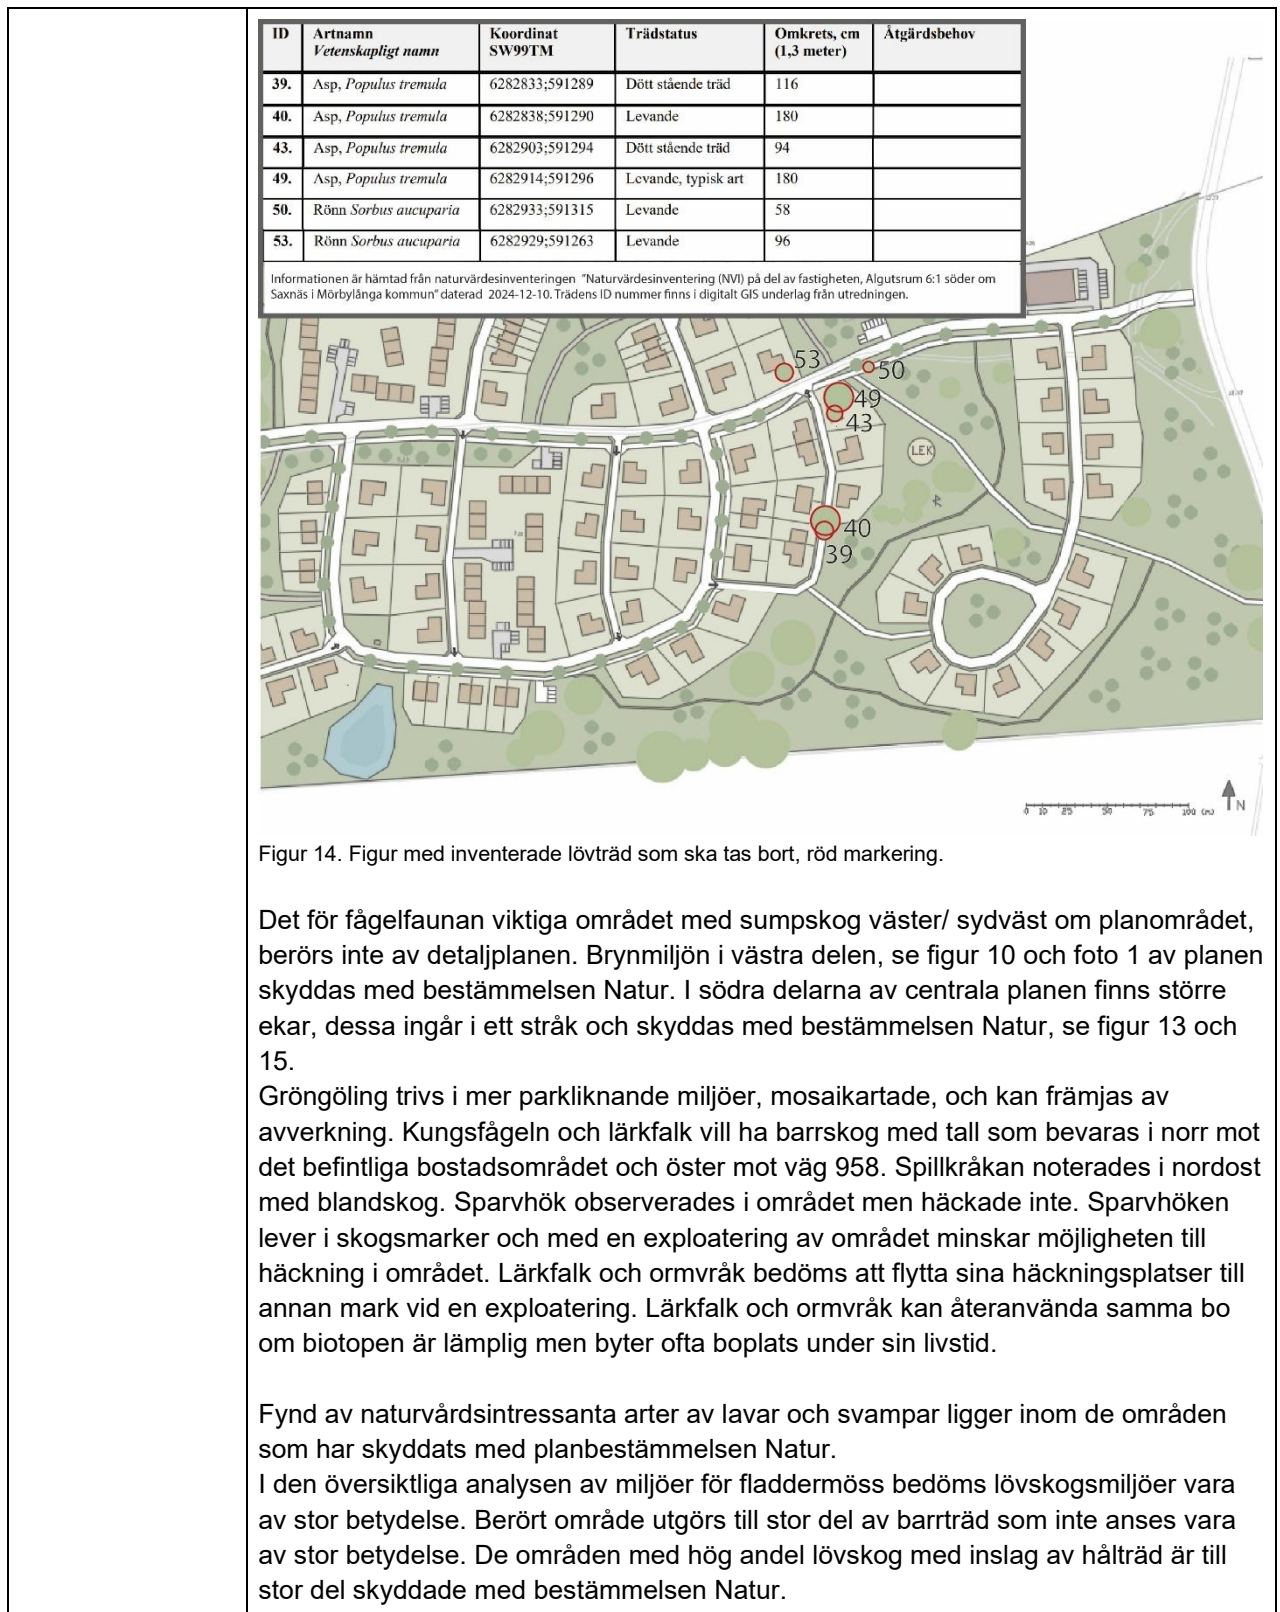 ID Artnamn Koordinat Trädstatus Omkrets, cm Åtgärdsbehov
Vetenskapligt namn SW99TM (1,3 meter)
39. Asp, Populus tremula 6282833;591289 Dött stående träd 116
40. Asp, Populus tremula 6282838;591290 Levande 180
43. Asp, Populus tremula 6282903;591294 Dött stående träd 94
49. Asp, Populus tremula 6282914;591296 Levande, typisk art 180
50. Rönn Sorbus aucuparia 6282933;591315 Levande 58
53. Rönn Sorbus aucuparia 6282929;591263 Levande 96
Informationen är hämtad från naturvärdesinventeringen "Naturvärdesinventering (NVI) på del av fastigheten, Algutsrum 6:1 söder om
Saxnäs i Mörbylånga kommun" daterad 2024-12-10. Trädens ID nummer finns i digitalt GIS underlag från utredningen.
53
50
49
43
LEK
40
39
N
0 10 25 50 75 100 (m)
Figur 14. Figur med inventerade lövträd som ska tas bort, röd markering.
Det för fågelfaunan viktiga området med sumpskog väster/ sydväst om planområdet,
berörs inte av detaljplanen. Brynmiljön i västra delen, se figur 10 och foto 1 av planen
skyddas med bestämmelsen Natur. I södra delarna av centrala planen finns större
ekar, dessa ingår i ett stråk och skyddas med bestämmelsen Natur, se figur 13 och
15.
Gröngöling trivs i mer parkliknande miljöer, mosaikartade, och kan främjas av
avverkning. Kungsfågeln och lärkfalk vill ha barrskog med tall som bevaras i norr mot
det befintliga bostadsområdet och öster mot väg 958. Spillkråkan noterades i nordost
med blandskog. Sparvhök observerades i området men häckade inte. Sparvhöken
lever i skogsmarker och med en exploatering av området minskar möjligheten till
häckning i området. Lärkfalk och ormvråk bedöms att flytta sina häckningsplatser till
annan mark vid en exploatering. Lärkfalk och ormvråk kan återanvända samma bo
om biotopen är lämplig men byter ofta boplats under sin livstid.
Fynd av naturvårdsintressanta arter av lavar och svampar ligger inom de områden
som har skyddats med planbestämmelsen Natur.
I den översiktliga analysen av miljöer för fladdermöss bedöms lövskogsmiljöer vara
av stor betydelse. Berört område utgörs till stor del av barrträd som inte anses vara
av stor betydelse. De områden med hög andel lövskog med inslag av hålträd är till
stor del skyddade med bestämmelsen Natur.